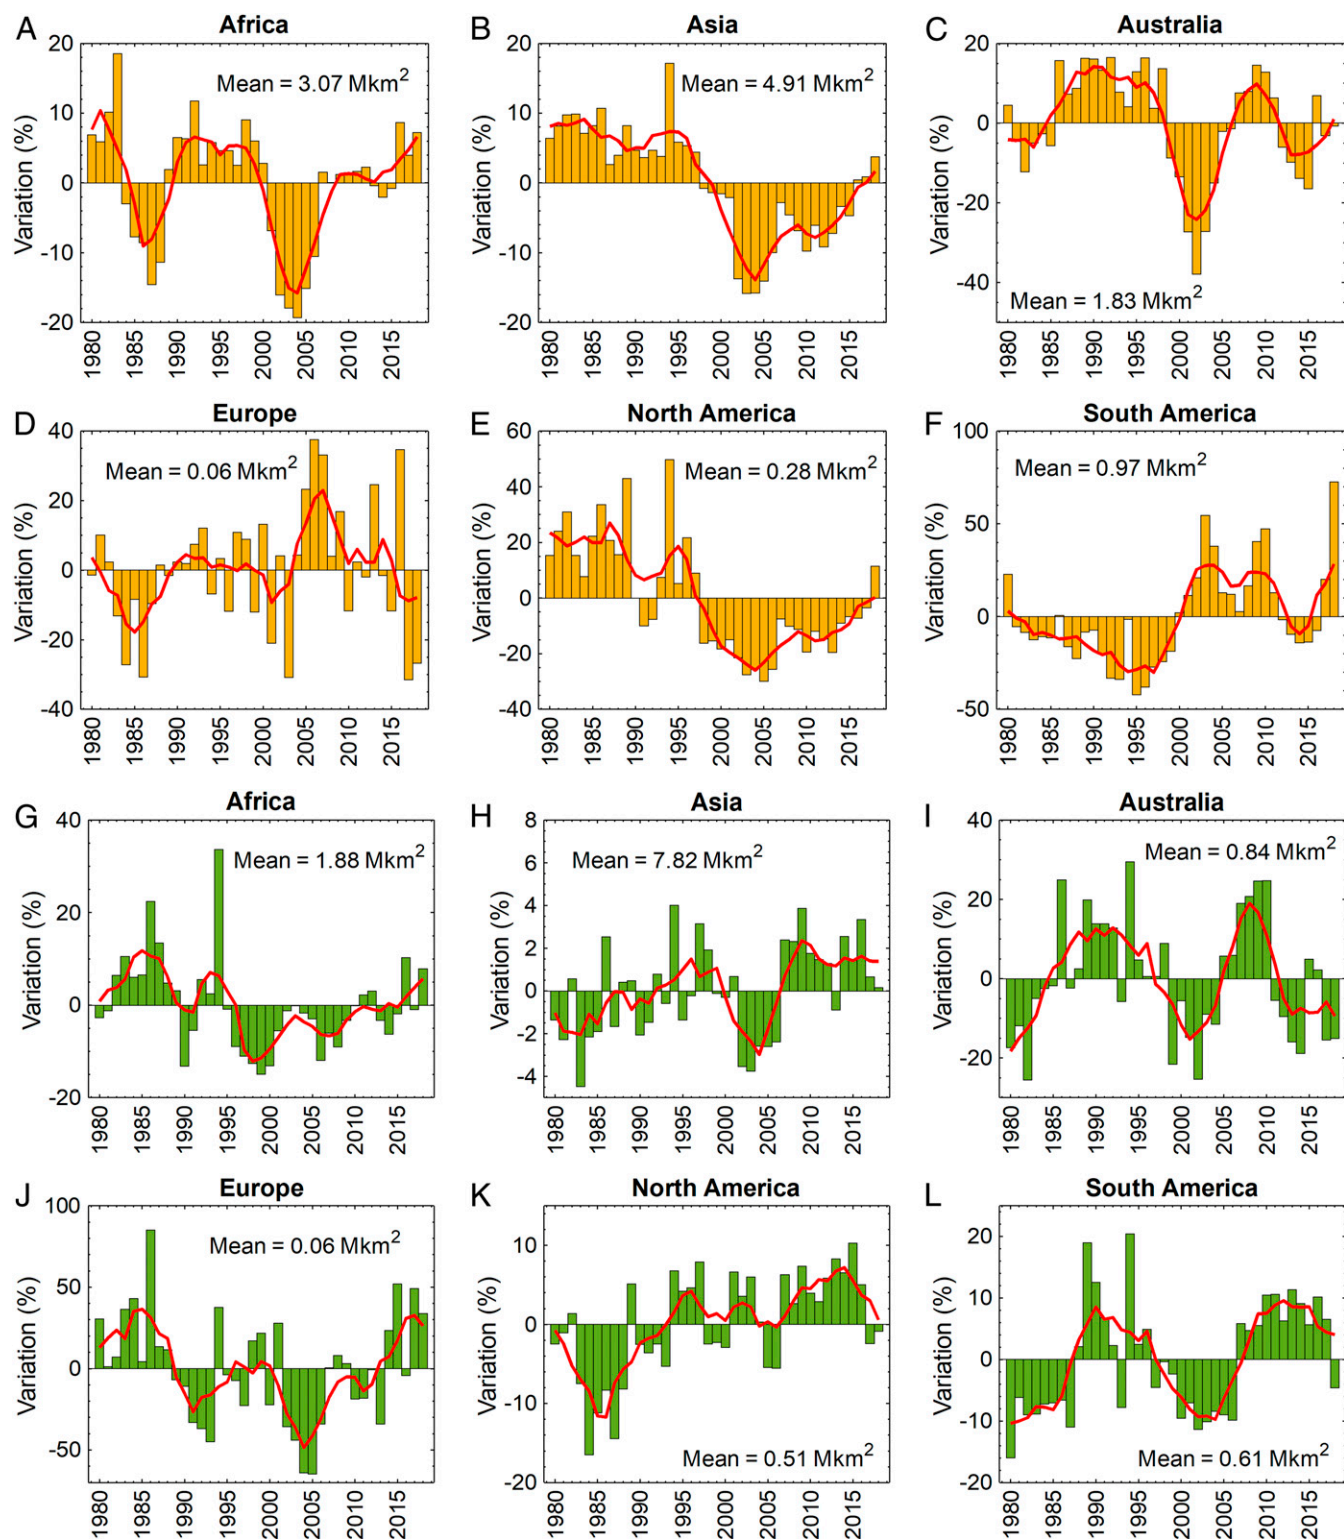 A Africa
Variation (%)
20
10
0
-10
-20
Mean = 3.07 Mkm²
1980 1985 1990 1995 2000 2005 2010 2015
B Asia
Variation (%)
20
10
0
-10
-20
Mean = 4.91 Mkm²
1980 1985 1990 1995 2000 2005 2010 2015
C Australia
Variation (%)
20
0
-20
-40
Mean = 1.83 Mkm²
1980 1985 1990 1995 2000 2005 2010 2015
D Europe
Variation (%)
40
20
0
-20
-40
Mean = 0.06 Mkm²
1980 1985 1990 1995 2000 2005 2010 2015
E North America
Variation (%)
60
40
20
0
-20
-40
Mean = 0.28 Mkm²
1980 1985 1990 1995 2000 2005 2010 2015
F South America
Variation (%)
100
50
0
-50
Mean = 0.97 Mkm²
1980 1985 1990 1995 2000 2005 2010 2015
G Africa
Variation (%)
40
20
0
-20
Mean = 1.88 Mkm²
1980 1985 1990 1995 2000 2005 2010 2015
H Asia
Variation (%)
8
6
4
2
0
-2
-4
Mean = 7.82 Mkm²
1980 1985 1990 1995 2000 2005 2010 2015
I Australia
Variation (%)
40
20
0
-20
Mean = 0.84 Mkm²
1980 1985 1990 1995 2000 2005 2010 2015
J Europe
Variation (%)
100
50
0
-50
Mean = 0.06 Mkm²
1980 1985 1990 1995 2000 2005 2010 2015
K North America
Variation (%)
10
0
-10
-20
Mean = 0.51 Mkm²
1980 1985 1990 1995 2000 2005 2010 2015
L South America
Variation (%)
20
10
0
-10
-20
Mean = 0.61 Mkm²
1980 1985 1990 1995 2000 2005 2010 2015